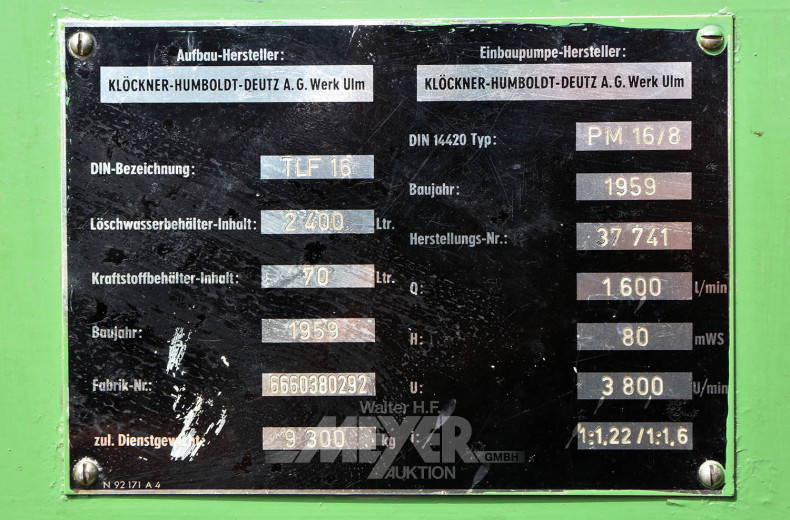 Aufbau-Hersteller:
KLÖCKNER-HUMBOLDT-DEUTZ A.G. Werk Ulm
DIN-Bezeichnung: TLF 16
Löschwasserbehälter-Inhalt: 2 400 Ltr.
Kraftstoffbehälter-Inhalt: 70 Ltr.
Baujahr: 1959
Fabrik-Nr.: 6660380292
zul. Dienstgewicht: 9 300 kg
N 92 171 A 4
Einbaupumpe-Hersteller:
KLÖCKNER-HUMBOLDT-DEUTZ A.G. Werk Ulm
DIN 14420 Typ: PM 16/8
Baujahr: 1959
Herstellungs-Nr.: 37 741
Q: 1 600 l/min
H: 80 mWS
U: 3 800 U/min
i: 1:1,22 / 1:1,6
Walter H.F.
MEYER
AUKTION GMBH